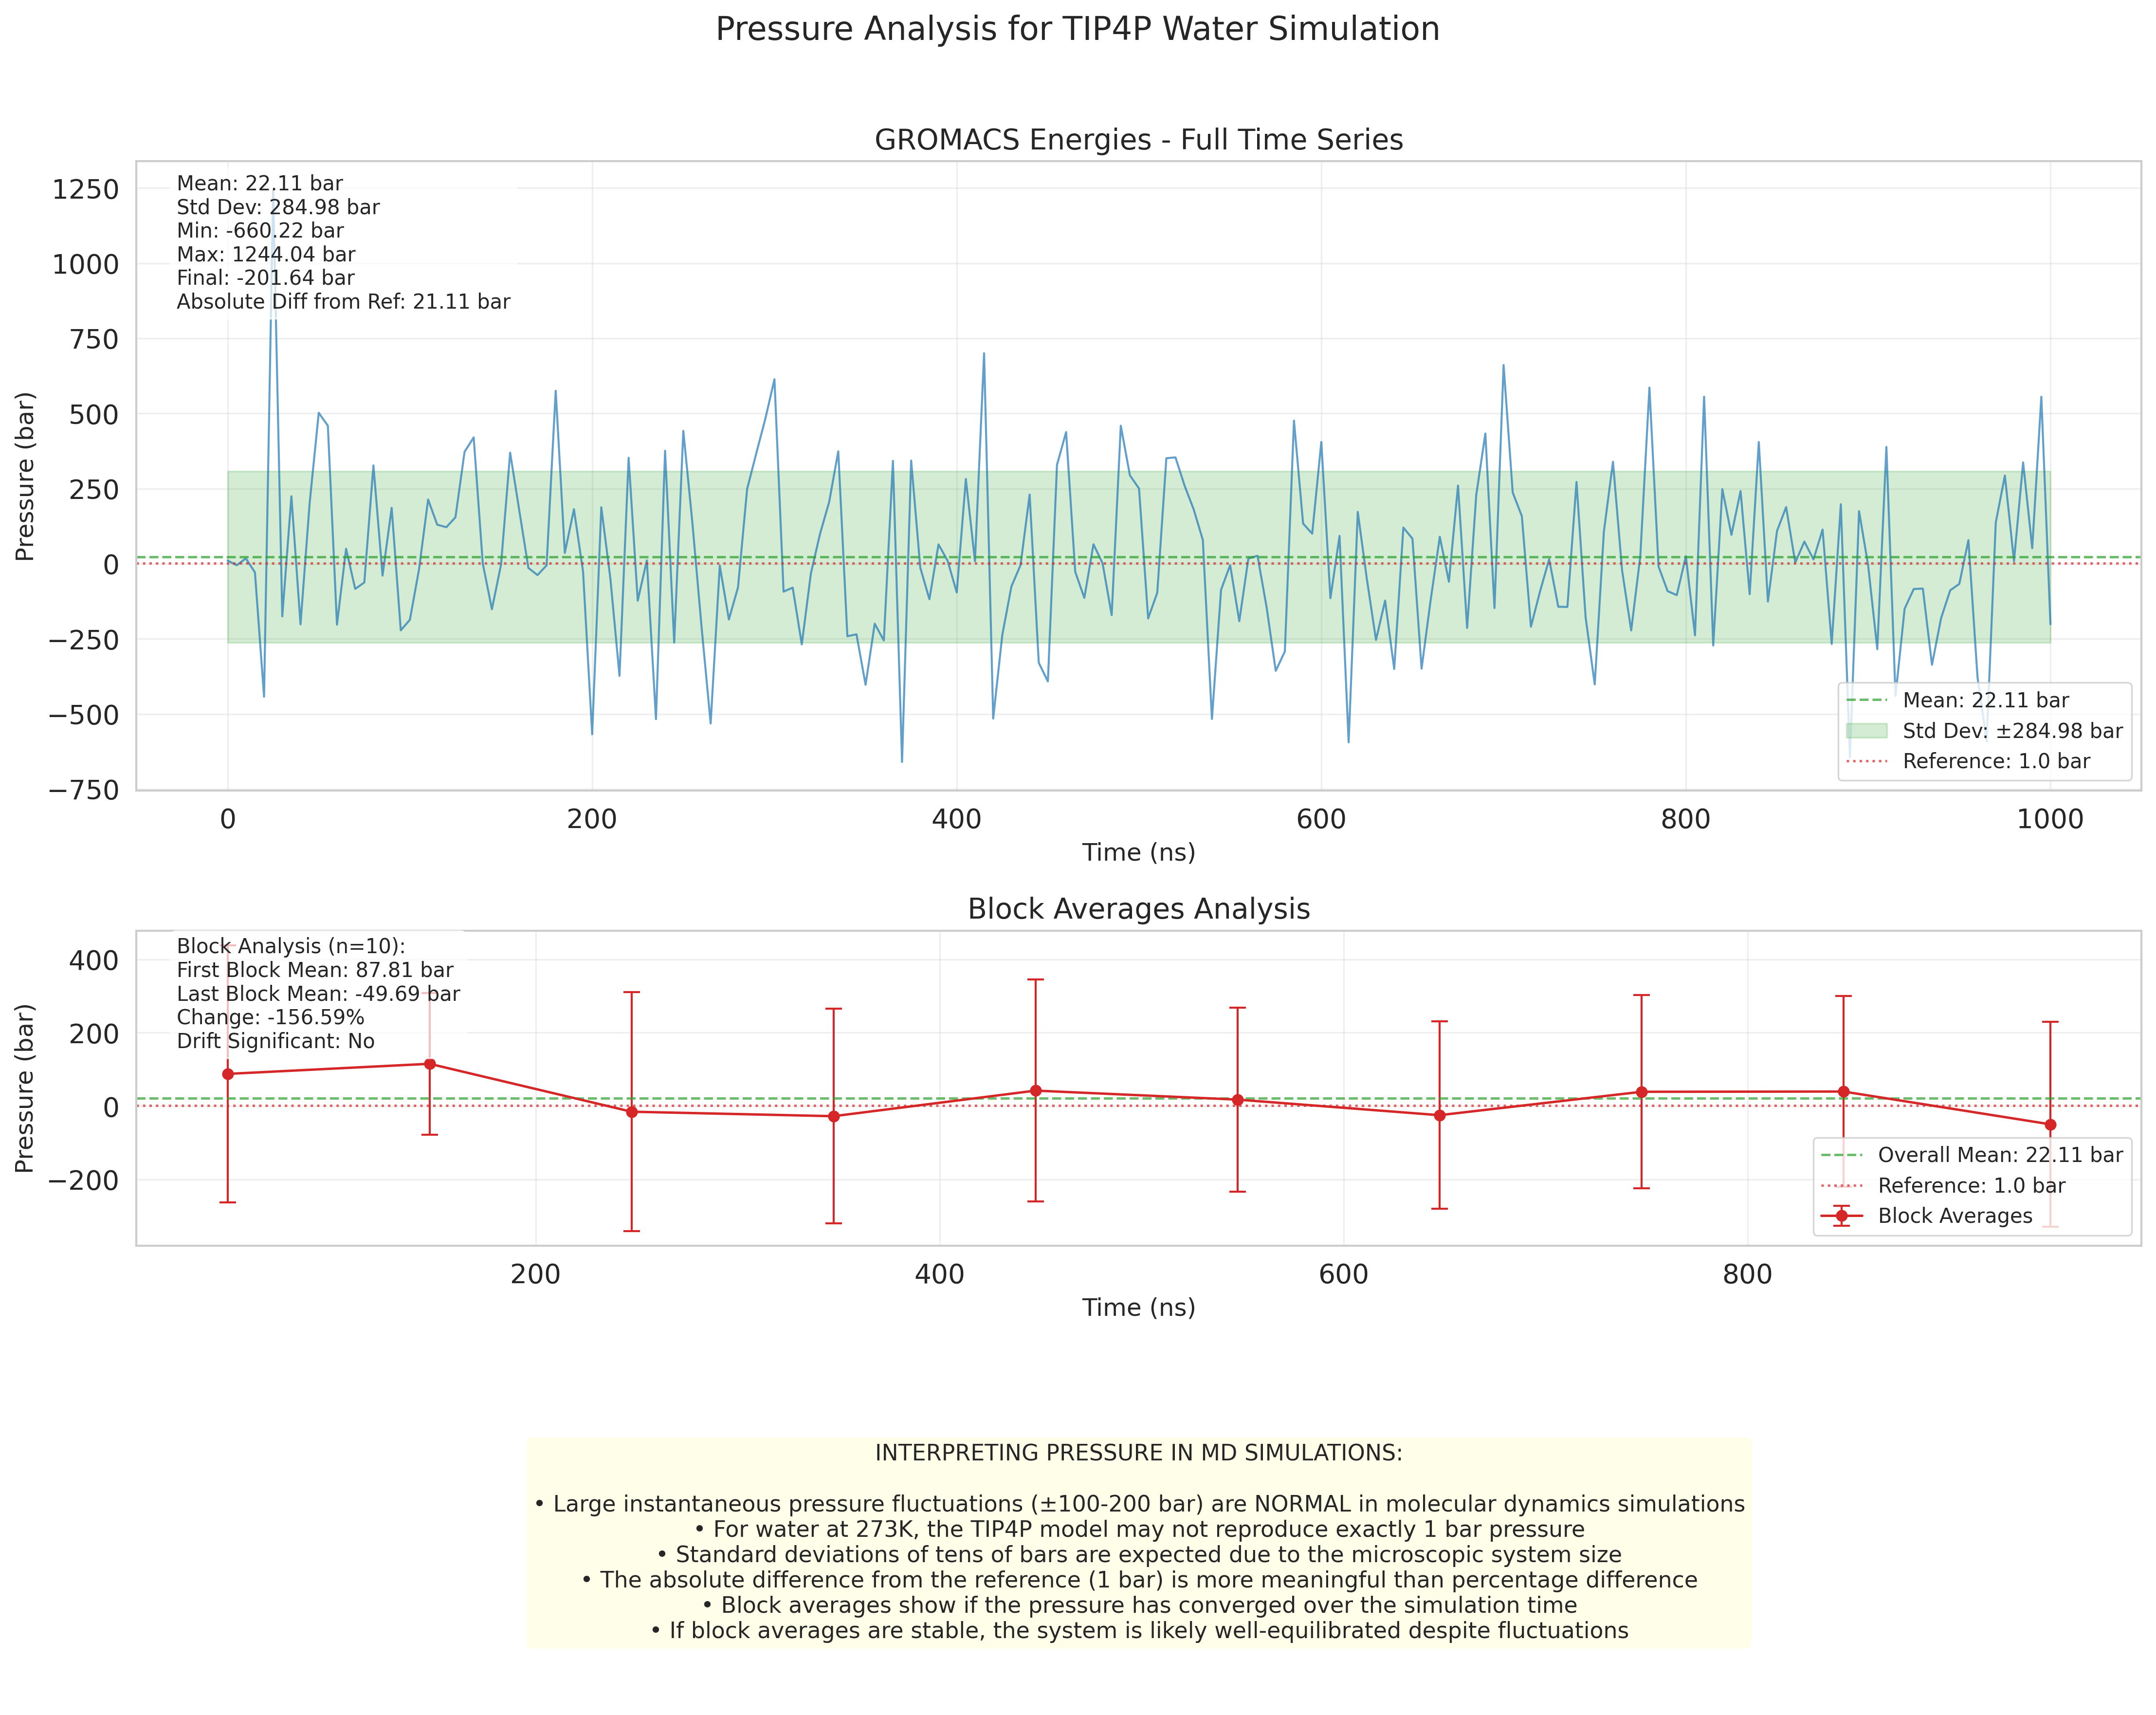 Pressure Analysis for TIP4P Water Simulation
GROMACS Energies - Full Time Series
Mean: 22.11 bar
Std Dev: 284.98 bar
Min: -660.22 bar
Max: 1244.04 bar
Final: -201.64 bar
Absolute Diff from Ref: 21.11 bar
1250
1000
750
500
250
0
−250
−500
−750
Pressure (bar)
Mean: 22.11 bar
Std Dev: ±284.98 bar
Reference: 1.0 bar
0 200 400 600 800 1000
Time (ns)
Block Averages Analysis
Block Analysis (n=10):
First Block Mean: 87.81 bar
Last Block Mean: -49.69 bar
Change: -156.59%
Drift Significant: No
400
200
0
−200
Pressure (bar)
Overall Mean: 22.11 bar
Reference: 1.0 bar
Block Averages
200 400 600 800
Time (ns)
INTERPRETING PRESSURE IN MD SIMULATIONS:
• Large instantaneous pressure fluctuations (±100-200 bar) are NORMAL in molecular dynamics simulations
• For water at 273K, the TIP4P model may not reproduce exactly 1 bar pressure
• Standard deviations of tens of bars are expected due to the microscopic system size
• The absolute difference from the reference (1 bar) is more meaningful than percentage difference
• Block averages show if the pressure has converged over the simulation time
• If block averages are stable, the system is likely well-equilibrated despite fluctuations